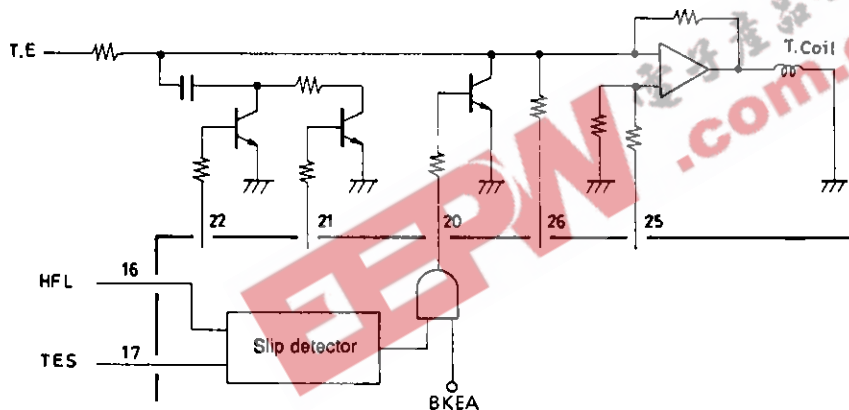 T.E
T.Coil
22
21
20
26
25
HFL
16
Slip detector
TES
17
BKEA
EEPW
.com.c